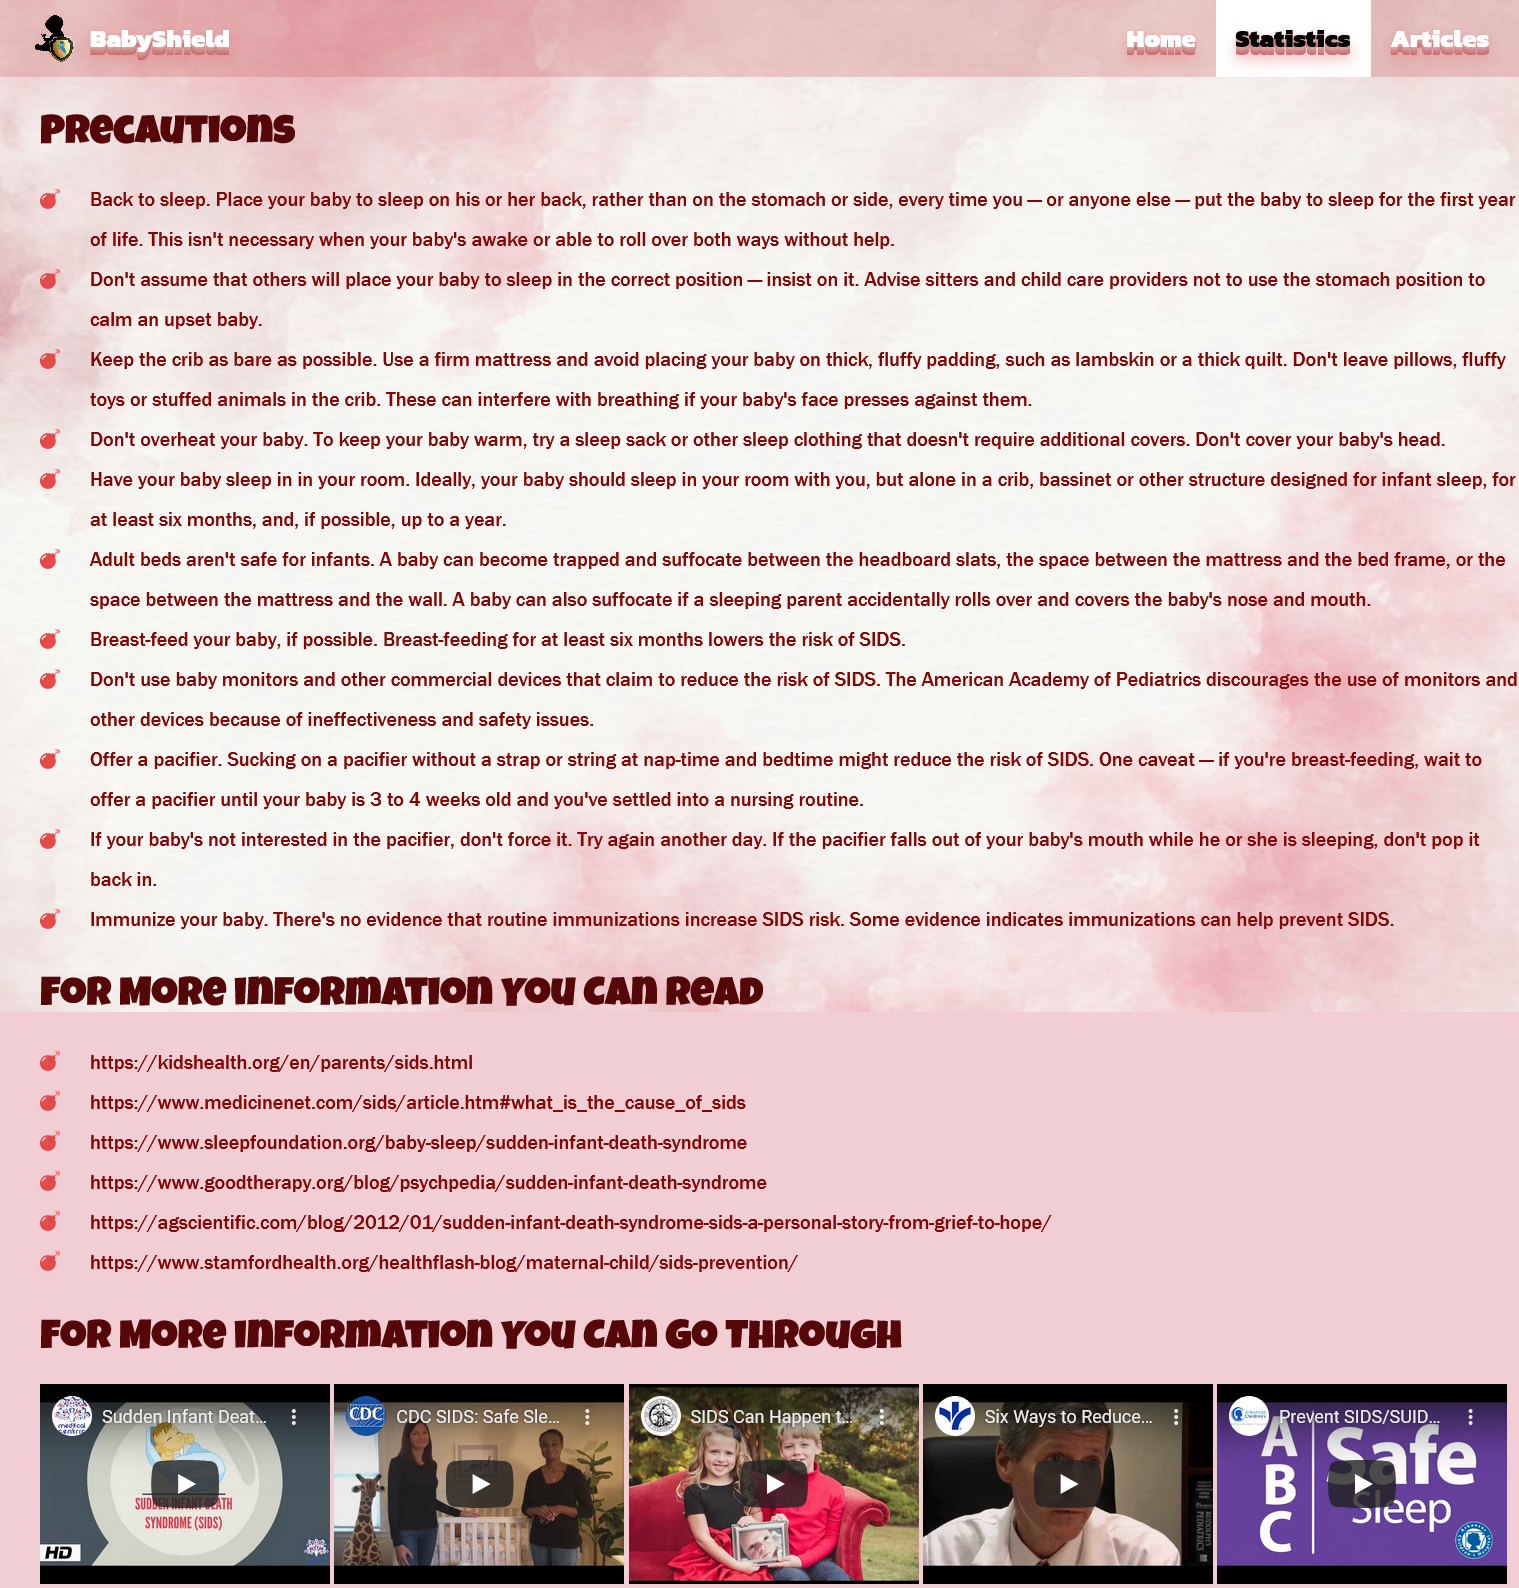 BabyShield
Home
Statistics
Articles
Precautions
Back to sleep. Place your baby to sleep on his or her back, rather than on the stomach or side, every time you — or anyone else — put the baby to sleep for the first year
of life. This isn't necessary when your baby's awake or able to roll over both ways without help.
Don't assume that others will place your baby to sleep in the correct position — insist on it. Advise sitters and child care providers not to use the stomach position to
calm an upset baby.
Keep the crib as bare as possible. Use a firm mattress and avoid placing your baby on thick, fluffy padding, such as lambskin or a thick quilt. Don't leave pillows, fluffy
toys or stuffed animals in the crib. These can interfere with breathing if your baby's face presses against them.
Don't overheat your baby. To keep your baby warm, try a sleep sack or other sleep clothing that doesn't require additional covers. Don't cover your baby's head.
Have your baby sleep in in your room. Ideally, your baby should sleep in your room with you, but alone in a crib, bassinet or other structure designed for infant sleep, for
at least six months, and, if possible, up to a year.
Adult beds aren't safe for infants. A baby can become trapped and suffocate between the headboard slats, the space between the mattress and the bed frame, or the
space between the mattress and the wall. A baby can also suffocate if a sleeping parent accidentally rolls over and covers the baby's nose and mouth.
Breast-feed your baby, if possible. Breast-feeding for at least six months lowers the risk of SIDS.
Don't use baby monitors and other commercial devices that claim to reduce the risk of SIDS. The American Academy of Pediatrics discourages the use of monitors and
other devices because of ineffectiveness and safety issues.
Offer a pacifier. Sucking on a pacifier without a strap or string at nap-time and bedtime might reduce the risk of SIDS. One caveat — if you're breast-feeding, wait to
offer a pacifier until your baby is 3 to 4 weeks old and you've settled into a nursing routine.
If your baby's not interested in the pacifier, don't force it. Try again another day. If the pacifier falls out of your baby's mouth while he or she is sleeping, don't pop it
back in.
Immunize your baby. There's no evidence that routine immunizations increase SIDS risk. Some evidence indicates immunizations can help prevent SIDS.
For more information you can read
https://kidshealth.org/en/parents/sids.html
https://www.medicinenet.com/sids/article.htm#what_is_the_cause_of_sids
https://www.sleepfoundation.org/baby-sleep/sudden-infant-death-syndrome
https://www.goodtherapy.org/blog/psychpedia/sudden-infant-death-syndrome
https://agscientific.com/blog/2012/01/sudden-infant-death-syndrome-sids-a-personal-story-from-grief-to-hope/
https://www.stamfordhealth.org/healthflash-blog/maternal-child/sids-prevention/
For more information you can go through
medical
centric
Sudden Infant Deat...
SUDDEN INFANT DEATH
SYNDROME (SIDS)
HD
CDC
CDC SIDS: Safe Sle...
SIDS Can Happen t...
Six Ways to Reduce...
RUDOLPH'S
PEDIATRICS
Arkansas
Children's
Prevent SIDS/SUID...
A
B
C
Safe
Sleep